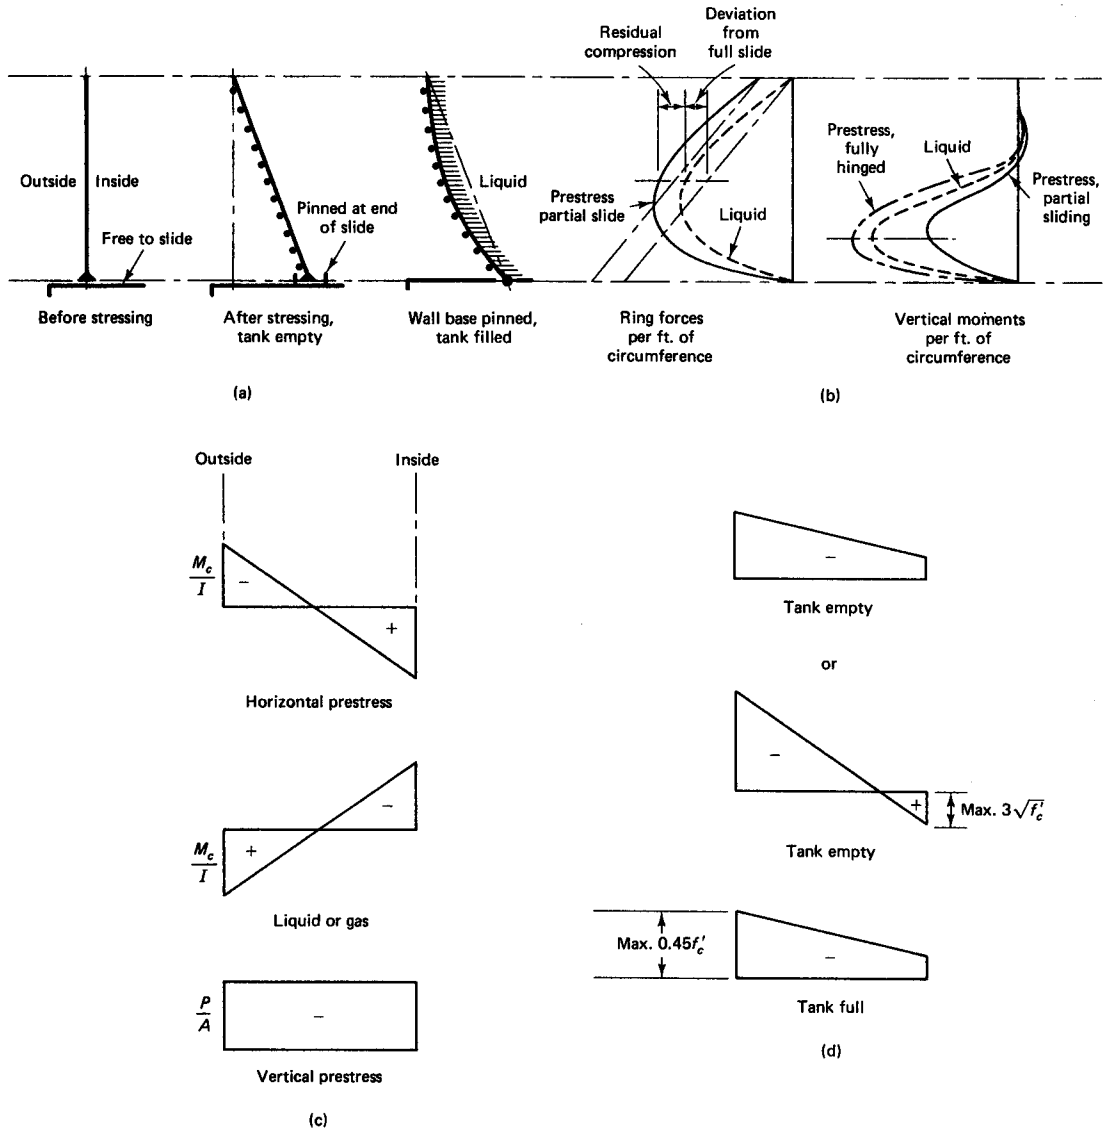 Residual
compression
Deviation
from
full slide
Outside
Inside
Free to slide
Pinned at end
of slide
Liquid
Prestress
partial slide
Liquid
Prestress,
fully
hinged
Liquid
Prestress,
partial
sliding
Before stressing
After stressing,
tank empty
Wall base pinned,
tank filled
Ring forces
per ft. of
circumference
Vertical moments
per ft. of
circumference
(a)
(b)
Outside
Inside
M_c
I
−
+
Horizontal prestress
−
+
M_c
I
Liquid or gas
P
A
−
Vertical prestress
(c)
−
Tank empty
or
−
+
Max. 3√f′c
Tank empty
Max. 0.45f′c
−
Tank full
(d)